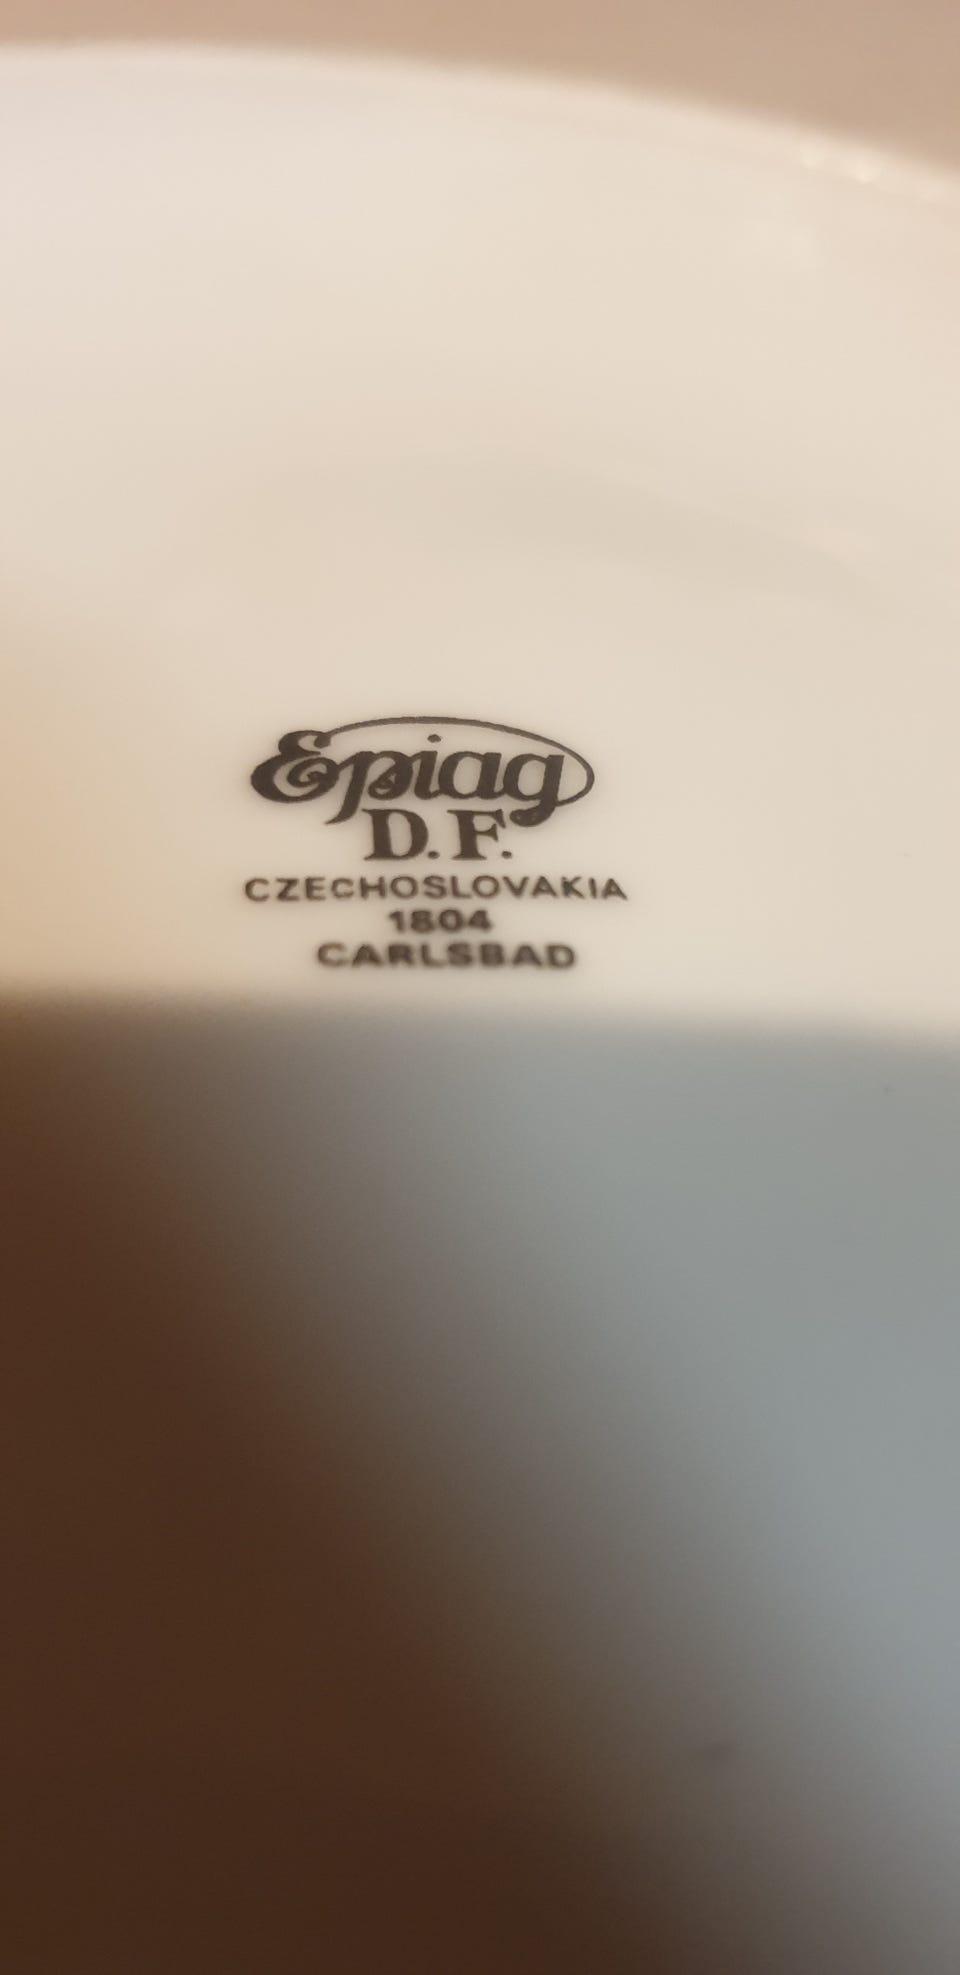 Epiag
D.F.
CZECHOSLOVAKIA
1804
CARLSBAD